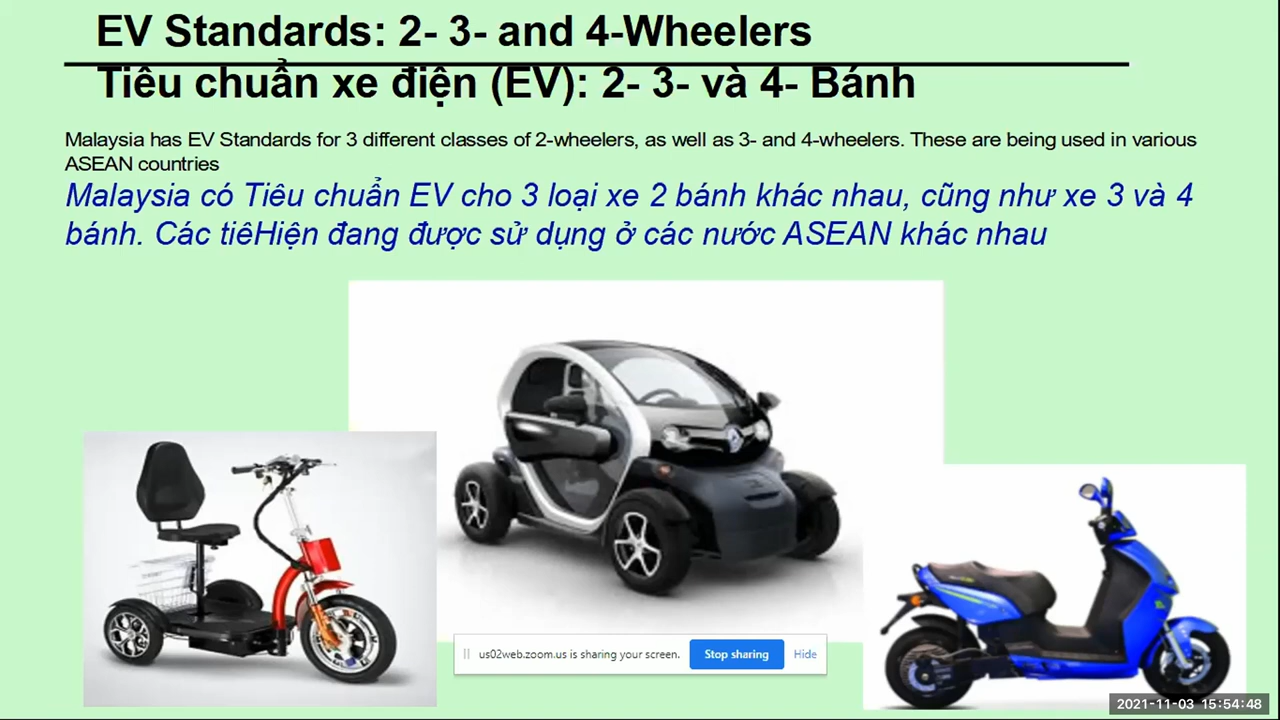 EV Standards: 2- 3- and 4-Wheelers
Tiêu chuẩn xe điện (EV): 2- 3- và 4- Bánh
Malaysia has EV Standards for 3 different classes of 2-wheelers, as well as 3- and 4-wheelers. These are being used in various
ASEAN countries
Malaysia có Tiêu chuẩn EV cho 3 loại xe 2 bánh khác nhau, cũng như xe 3 và 4
bánh. Các tiêHiện đang được sử dụng ở các nước ASEAN khác nhau
us02web.zoom.us is sharing your screen. Stop sharing Hide
2021-11-03 15:54:48